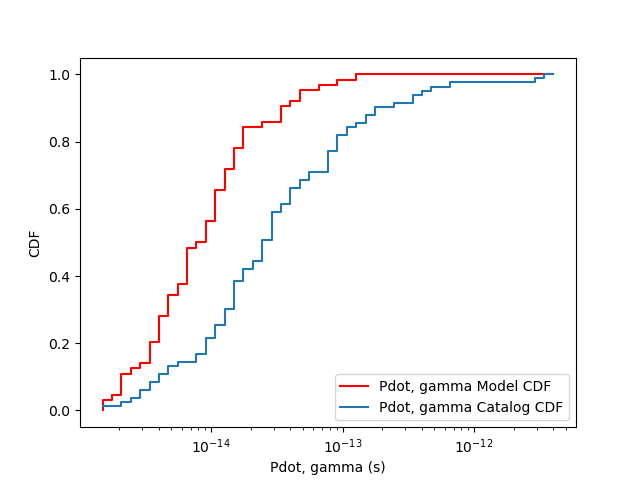 1.0
0.8
0.6
0.4
0.2
0.0
CDF
10⁻¹⁴
10⁻¹³
10⁻¹²
Pdot, gamma (s)
Pdot, gamma Model CDF
Pdot, gamma Catalog CDF